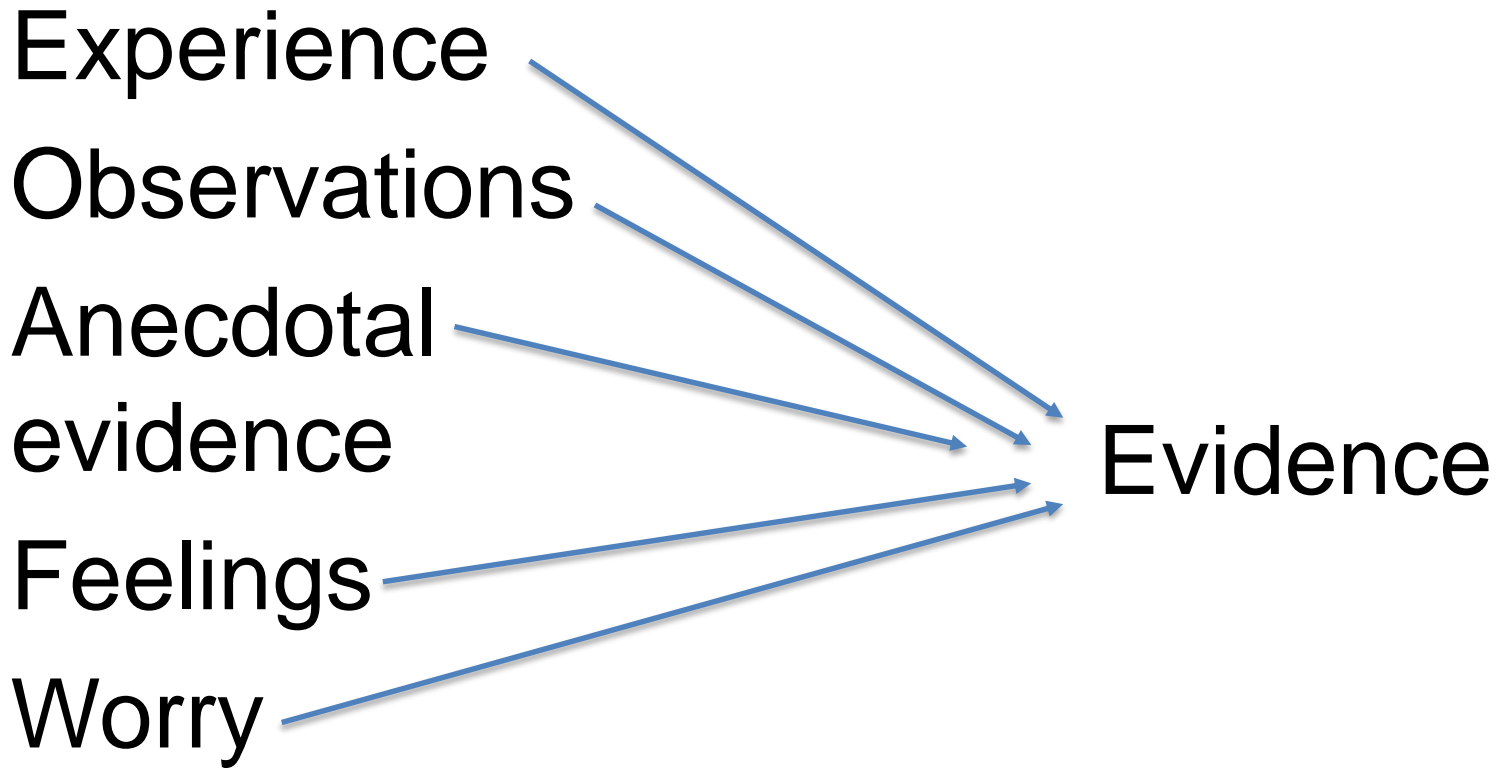 Experience
Observations
Anecdotal
evidence
Evidence
Feelings
Worry